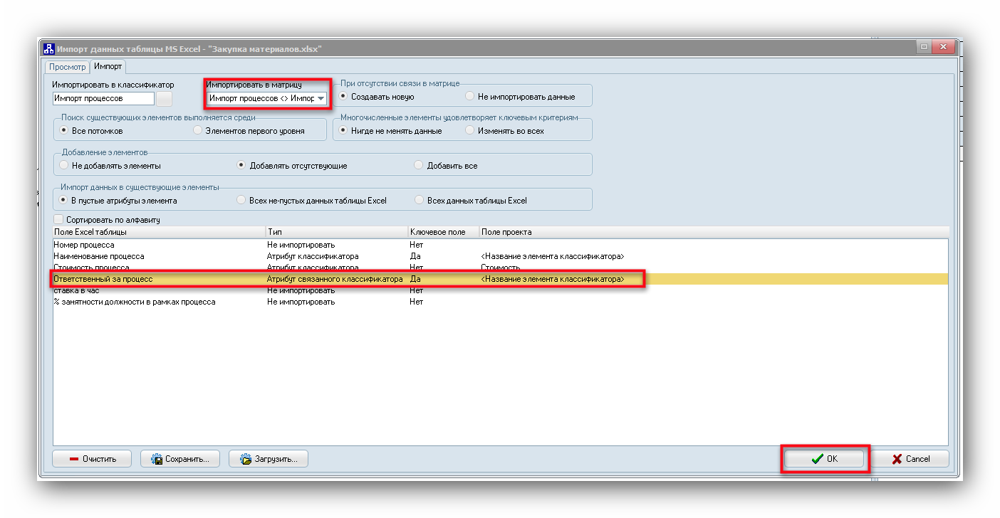 Импорт данных таблицы MS Excel - "Закупка материалов.xlsx"
Просмотр Импорт
Импортировать в классификатор Импортировать в матрицу При отсутствии связи в матрице
Импорт процессов Импорт процессов <> Импор Создавать новую Не импортировать данные
Поиск существующих элементов выполняется среди Многочисленные элементы удовлетворяет ключевым критериям
Все потомков Элементов первого уровня Нигде не менять данные Изменять во всех
Добавление элементов
Не добавлять элементы Добавлять отсутствующие Добавить все
Импорт данных в существующие элементы
В пустые атрибуты элемента Всех не-пустых данных таблицы Excel Всех данных таблицы Excel
Сортировать по алфавиту
Поле Excel таблицы Тип Ключевое поле Поле проекта
Номер процесса Не импортировать Нет
Наименование процесса Атрибут классификатора Да <Название элемента классификатора>
Стоимость процесса Атрибут классификатора Нет Стоимость
Ответственный за процесс Атрибут связанного классификатора Да <Название элемента классификатора>
ставка в час Не импортировать Нет
% занятности должности в рамках процесса Не импортировать Нет
Очистить Сохранить... Загрузить... OK Cancel